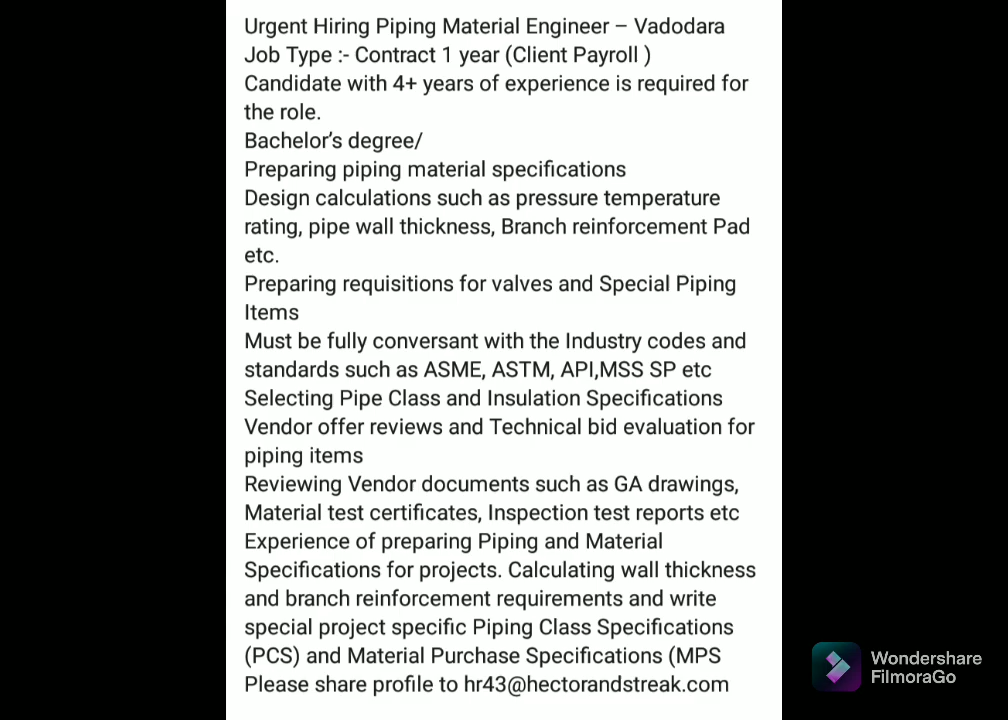 Urgent Hiring Piping Material Engineer – Vadodara
Job Type :- Contract 1 year (Client Payroll )
Candidate with 4+ years of experience is required for
the role.
Bachelor’s degree/
Preparing piping material specifications
Design calculations such as pressure temperature
rating, pipe wall thickness, Branch reinforcement Pad
etc.
Preparing requisitions for valves and Special Piping
Items
Must be fully conversant with the Industry codes and
standards such as ASME, ASTM, API,MSS SP etc
Selecting Pipe Class and Insulation Specifications
Vendor offer reviews and Technical bid evaluation for
piping items
Reviewing Vendor documents such as GA drawings,
Material test certificates, Inspection test reports etc
Experience of preparing Piping and Material
Specifications for projects. Calculating wall thickness
and branch reinforcement requirements and write
special project specific Piping Class Specifications
(PCS) and Material Purchase Specifications (MPS
Please share profile to hr43@hectorandstreak.com
Wondershare
FilmoraGo